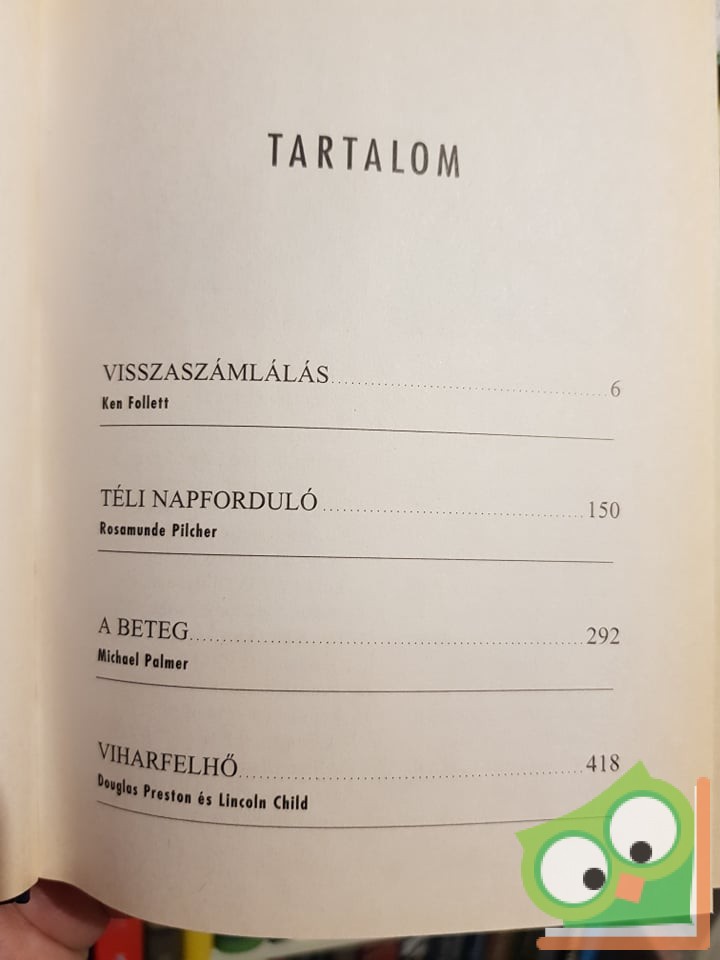 TARTALOM
VISSZASZÁMLÁLÁS 6
Ken Follett
TÉLI NAPFORDULÓ 150
Rosamunde Pilcher
A BETEG 292
Michael Palmer
VIHARFELHŐ 418
Douglas Preston és Lincoln Child